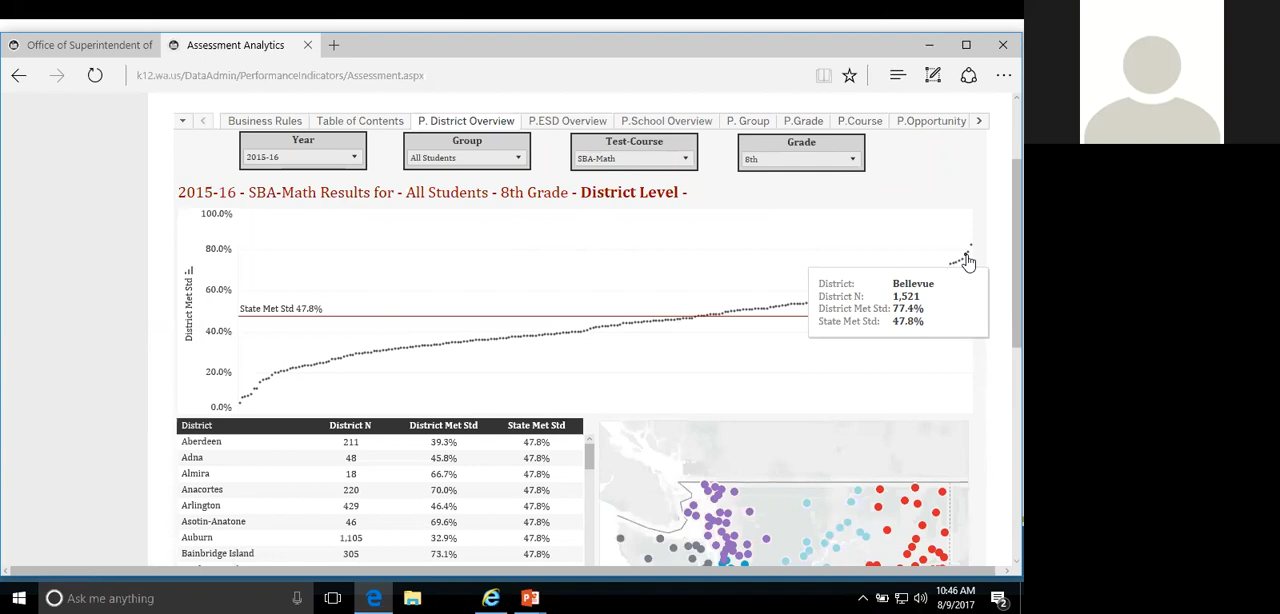 Office of Superintendent of
Assessment Analytics
k12.wa.us/DataAdmin/PerformanceIndicators/Assessment.aspx
Business Rules Table of Contents P. District Overview P.ESD Overview P.School Overview P. Group P.Grade P.Course P.Opportunity
Year Group Test-Course Grade
2015-16 All Students SBA-Math 8th
2015-16 - SBA-Math Results for - All Students - 8th Grade - District Level -
District Met Std
100.0%
80.0%
60.0%
40.0%
20.0%
0.0%
State Met Std 47.8%
District: Bellevue
District N: 1,521
District Met Std: 77.4%
State Met Std: 47.8%
District District N District Met Std State Met Std
Aberdeen 211 39.3% 47.8%
Adna 48 45.8% 47.8%
Almira 18 66.7% 47.8%
Anacortes 220 70.0% 47.8%
Arlington 429 46.4% 47.8%
Asotin-Anatone 46 69.6% 47.8%
Auburn 1,105 32.9% 47.8%
Bainbridge Island 305 73.1% 47.8%
Ask me anything
10:46 AM
8/9/2017
2